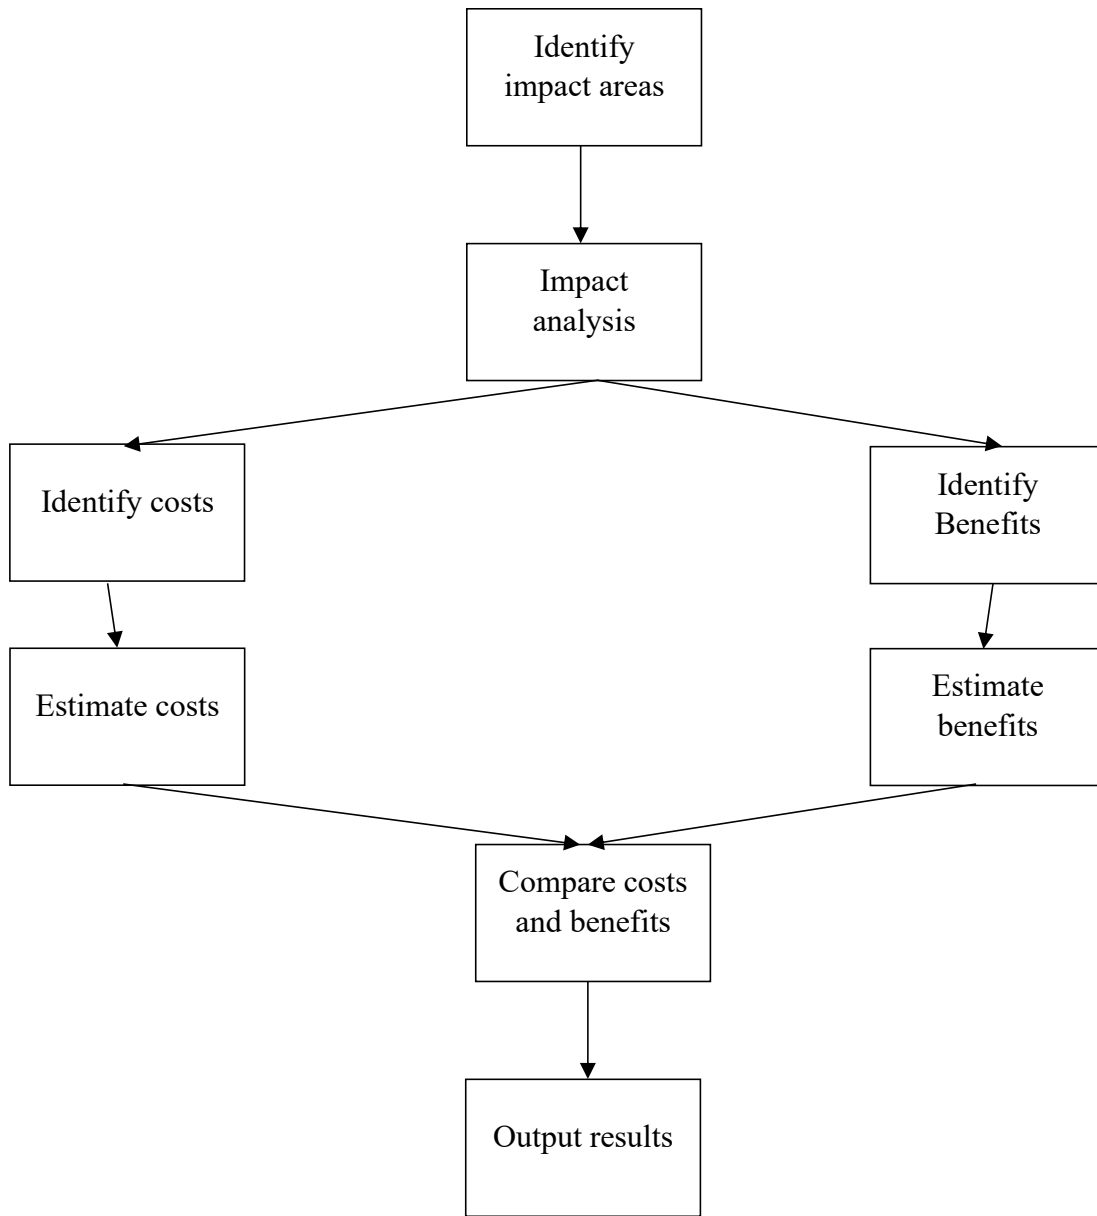 Identify
impact areas
Impact
analysis
Identify costs
Identify
Benefits
Estimate costs
Estimate
benefits
Compare costs
and benefits
Output results